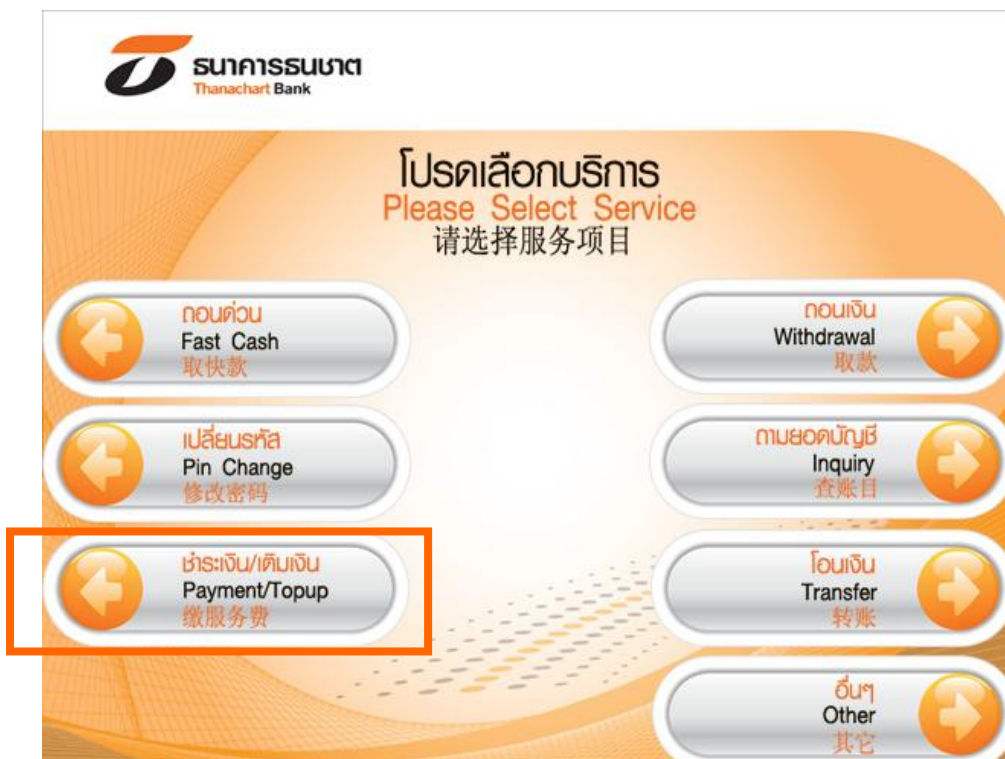 ธนาคารธนชาต
Thanachart Bank
โปรดเลือกบริการ
Please Select Service
请选择服务项目
ถอนด่วน
Fast Cash
取快款
ถอนเงิน
Withdrawal
取款
เปลี่ยนรหัส
Pin Change
修改密码
ถามยอดบัญชี
Inquiry
查账目
ชำระเงิน/เติมเงิน
Payment/Topup
缴服务费
โอนเงิน
Transfer
转账
อื่นๆ
Other
其它